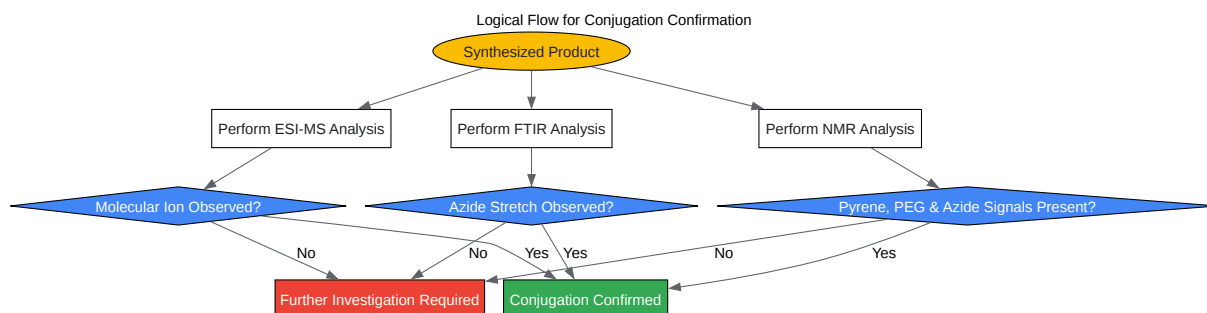 Logical Flow for Conjugation Confirmation
Synthesized Product
Perform ESI-MS Analysis
Perform FTIR Analysis
Perform NMR Analysis
Molecular Ion Observed?
Azide Stretch Observed?
Pyrene, PEG & Azide Signals Present?
No
Yes
No
Yes
No
Yes
Further Investigation Required
Conjugation Confirmed